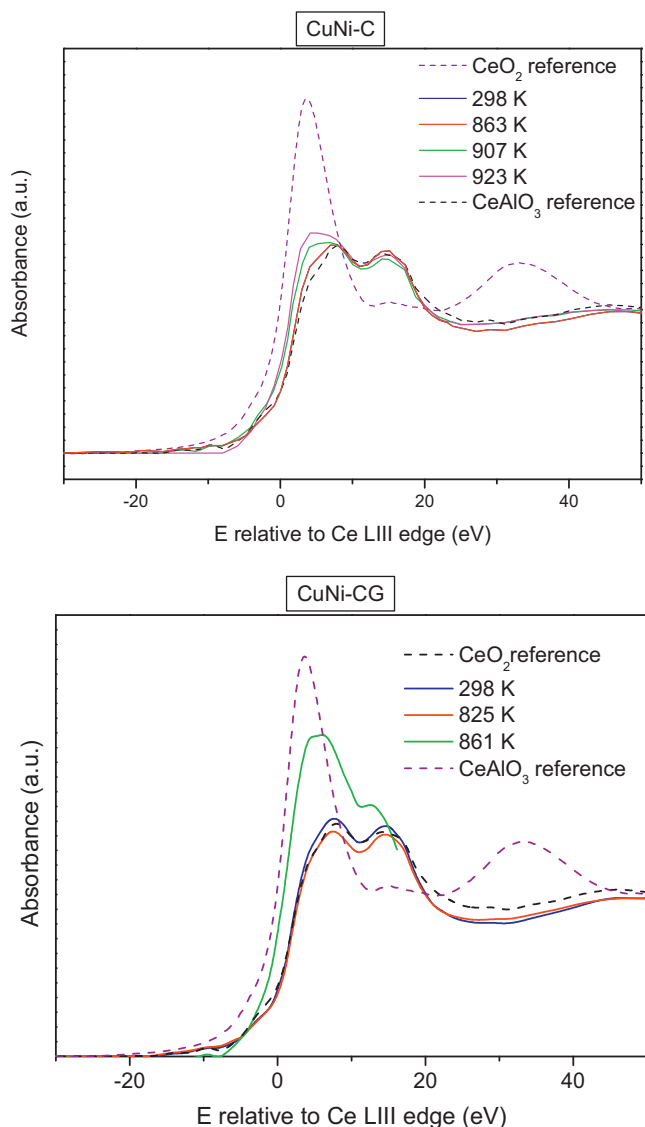 CuNi-C
CeO2 reference
298 K
863 K
907 K
923 K
CeAlO3 reference
Absorbance (a.u.)
-20 0 20 40
E relative to Ce LIII edge (eV)
CuNi-CG
CeO2reference
298 K
825 K
861 K
CeAlO3 reference
Absorbance (a.u.)
-20 0 20 40
E relative to Ce LIII edge (eV)